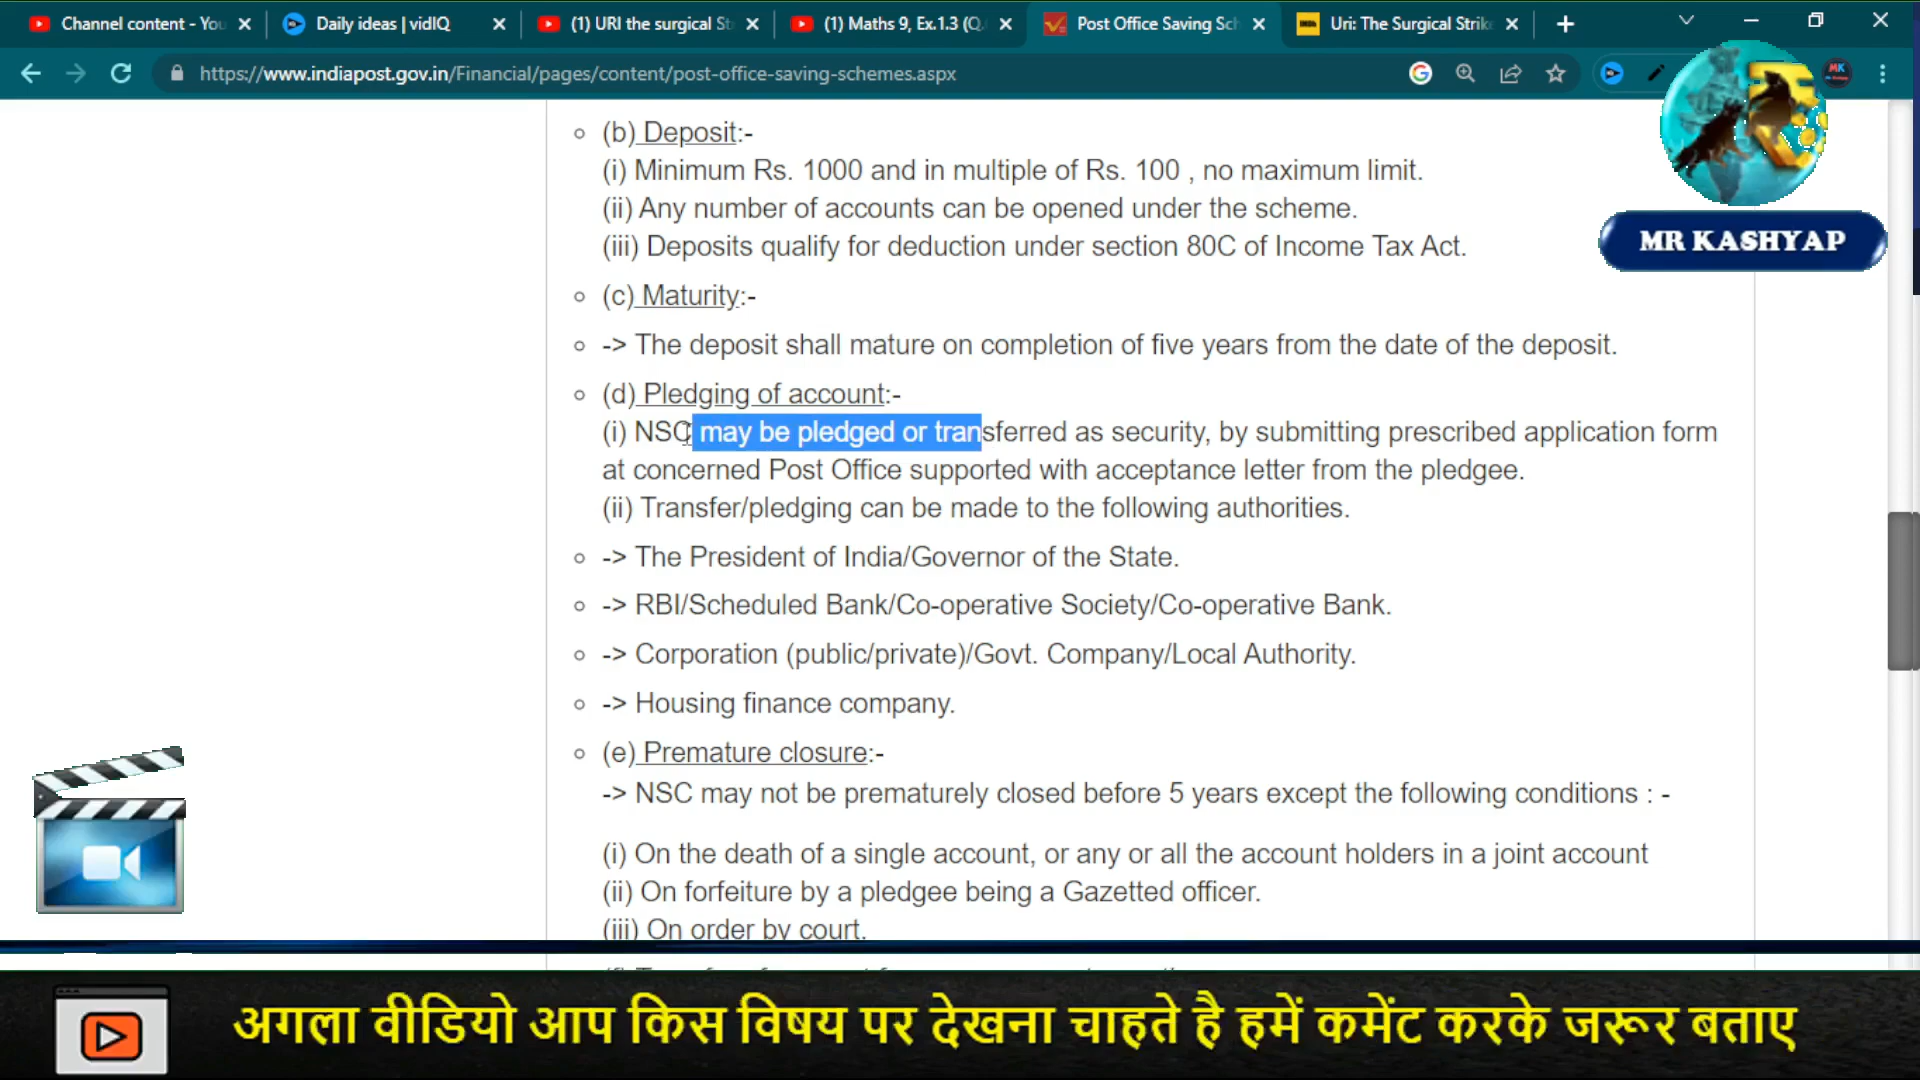 Channel content - You
Daily ideas | vidIQ
(1) URI the surgical St
(1) Maths 9, Ex.1.3 (Q.
Post Office Saving Sch
Uri: The Surgical Strike
https://www.indiapost.gov.in/Financial/pages/content/post-office-saving-schemes.aspx
MK
MR KASHYAP
(b) Deposit:-
(i) Minimum Rs. 1000 and in multiple of Rs. 100 , no maximum limit.
(ii) Any number of accounts can be opened under the scheme.
(iii) Deposits qualify for deduction under section 80C of Income Tax Act.
(c) Maturity:-
-> The deposit shall mature on completion of five years from the date of the deposit.
(d) Pledging of account:-
(i) NSC may be pledged or transferred as security, by submitting prescribed application form
at concerned Post Office supported with acceptance letter from the pledgee.
(ii) Transfer/pledging can be made to the following authorities.
-> The President of India/Governor of the State.
-> RBI/Scheduled Bank/Co-operative Society/Co-operative Bank.
-> Corporation (public/private)/Govt. Company/Local Authority.
-> Housing finance company.
(e) Premature closure:-
-> NSC may not be prematurely closed before 5 years except the following conditions : -
(i) On the death of a single account, or any or all the account holders in a joint account
(ii) On forfeiture by a pledgee being a Gazetted officer.
(iii) On order by court.
अगला वीडियो आप किस विषय पर देखना चाहते है हमें कमेंट करके जरूर बताए